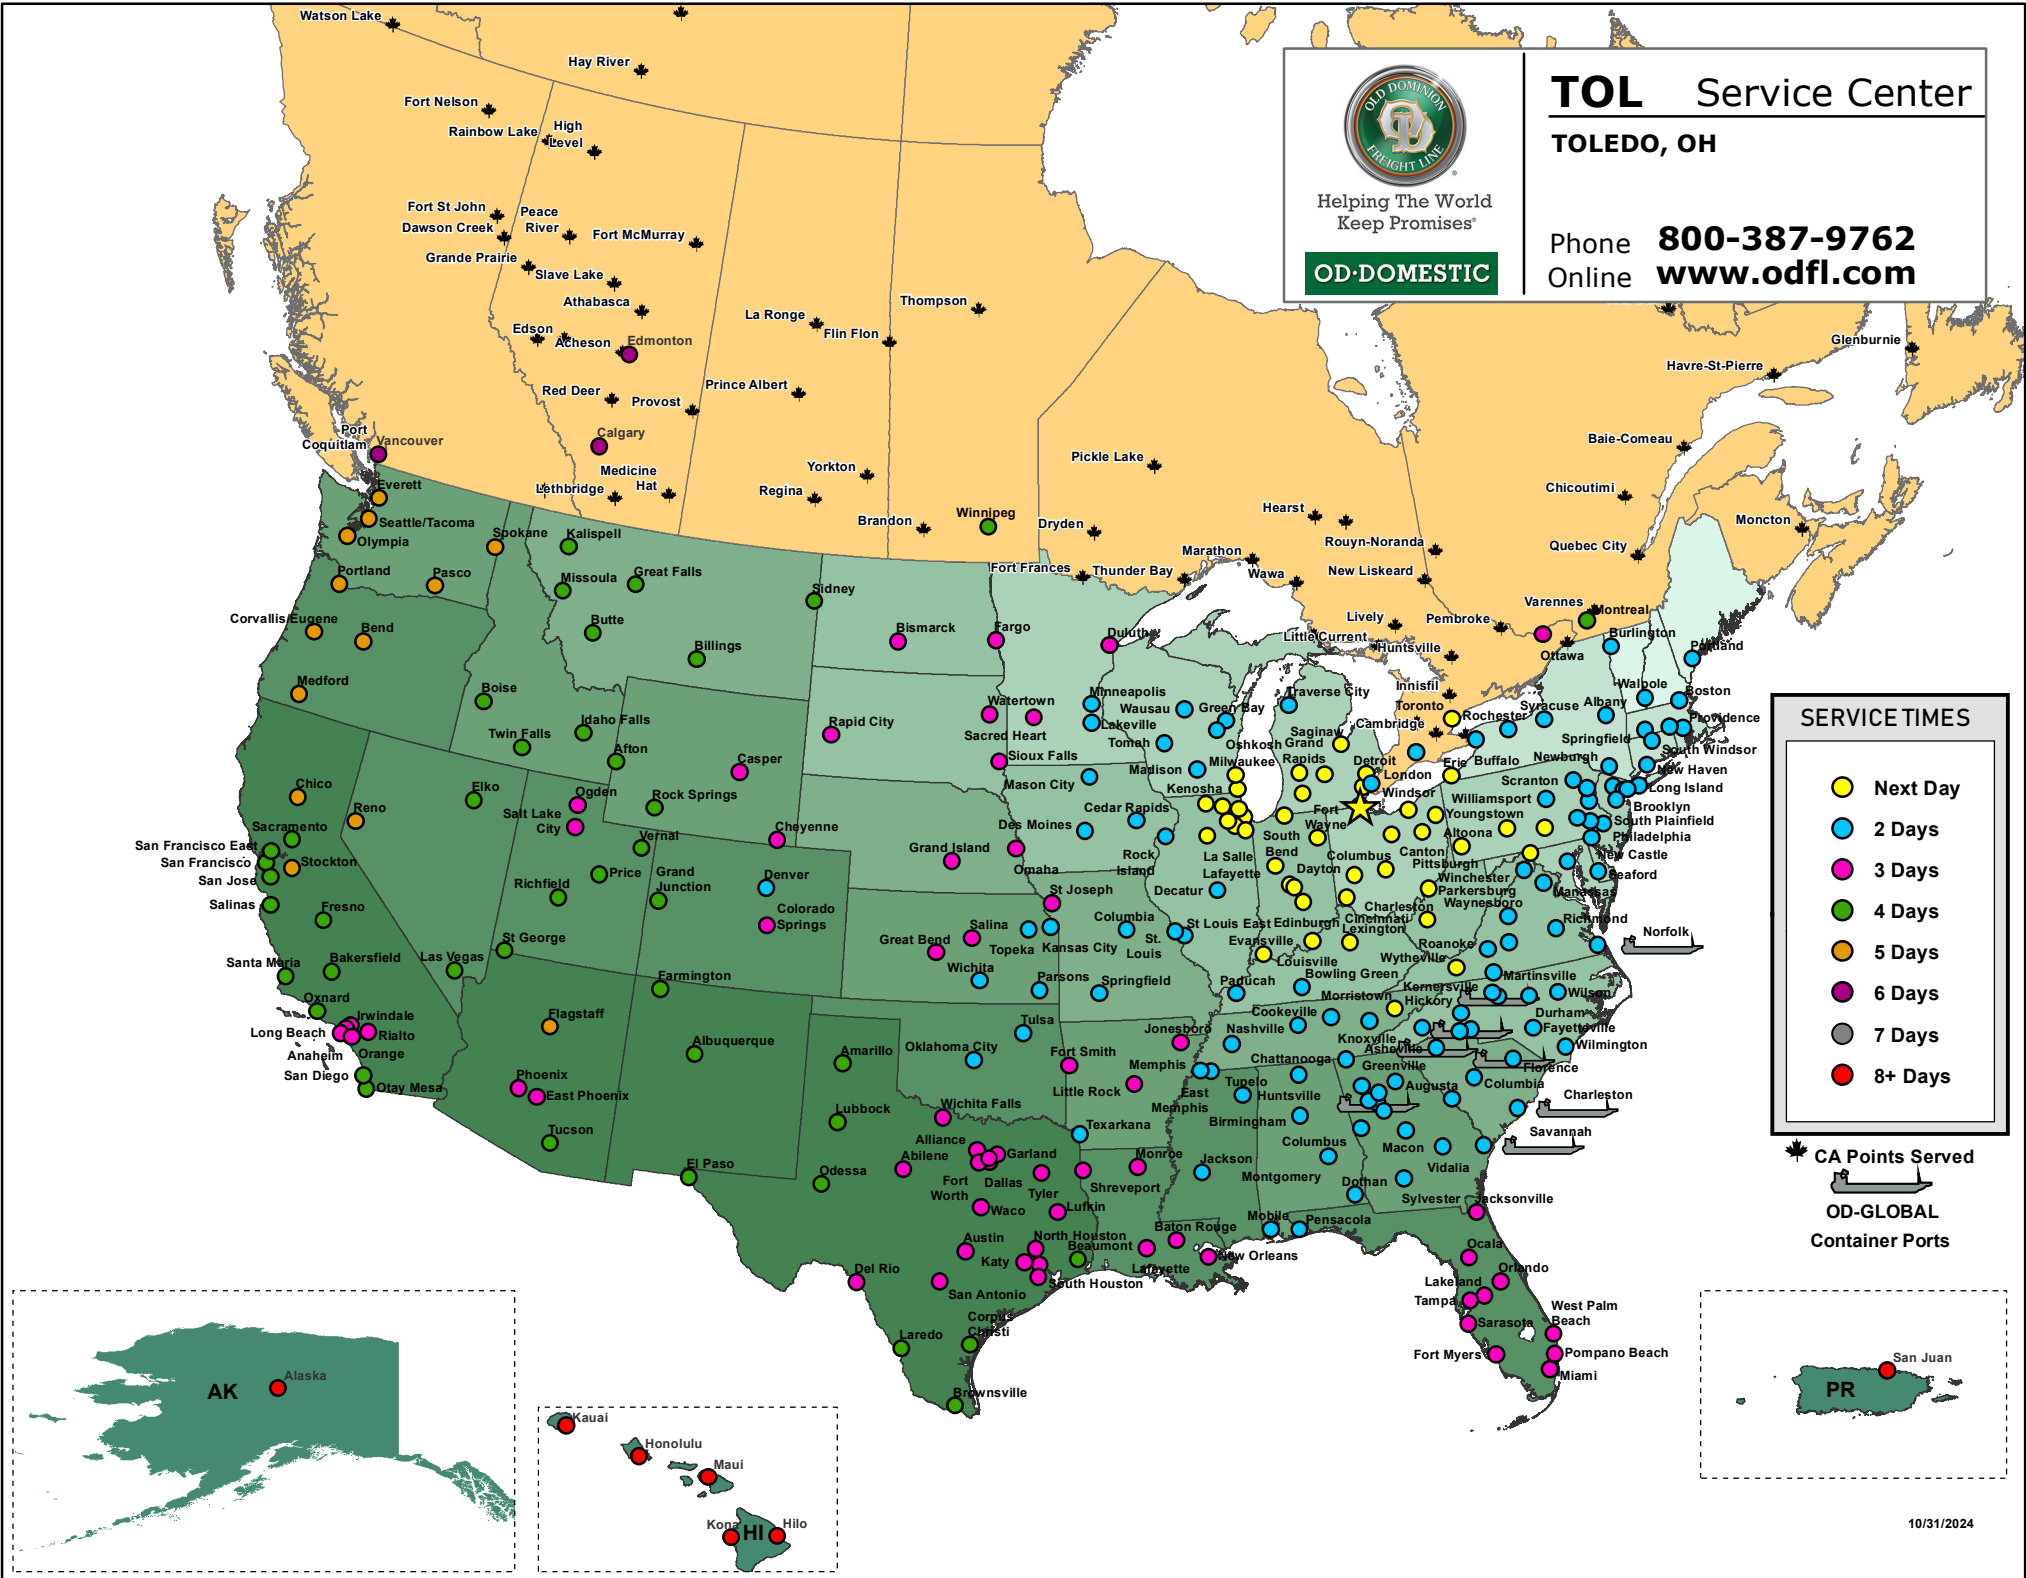 Watson Lake
Hay River
Fort Nelson
Rainbow Lake
High
Level
Fort St John
Peace
River
Dawson Creek
Fort McMurray
Grande Prairie
Slave Lake
Athabasca
Edson
Acheson
Edmonton
La Ronge
Flin Flon
Thompson
Red Deer
Provost
Prince Albert
Port
Coquitlam
Vancouver
Calgary
Medicine
Hat
Lethbridge
Yorkton
Regina
Brandon
Winnipeg
Dryden
Pickle Lake
Fort Frances
Thunder Bay
Marathon
Wawa
Hearst
Rouyn-Noranda
New Liskeard
Lively
Little Current
Pembroke
Huntsville
Ottawa
Varennes
Montreal
Innisfil
Toronto
Cambridge
London
Windsor
Glenburnie
Havre-St-Pierre
Baie-Comeau
Chicoutimi
Quebec City
Moncton
OLD DOMINION
FREIGHT LINE
Helping The World
Keep Promises®
OD·DOMESTIC
TOL Service Center
TOLEDO, OH
Phone 800-387-9762
Online www.odfl.com
Everett
Seattle/Tacoma
Olympia
Spokane
Portland
Pasco
Corvallis/Eugene
Bend
Medford
Kalispell
Missoula
Great Falls
Butte
Billings
Sidney
Boise
Idaho Falls
Twin Falls
Afton
Casper
Rock Springs
Cheyenne
Chico
Reno
Elko
Sacramento
San Francisco East
San Francisco
Stockton
San Jose
Salinas
Fresno
Santa Maria
Bakersfield
Las Vegas
Oxnard
Irwindale
Long Beach
Rialto
Anaheim
Orange
San Diego
Otay Mesa
Ogden
Salt Lake
City
Vernal
Price
Richfield
St George
Grand
Junction
Denver
Colorado
Springs
Flagstaff
Phoenix
East Phoenix
Tucson
Farmington
Albuquerque
El Paso
Bismarck
Fargo
Duluth
Rapid City
Watertown
Sacred Heart
Sioux Falls
Minneapolis
Lakeville
Grand Island
Omaha
Mason City
Cedar Rapids
Des Moines
Rock
Island
Wausau
Green Bay
Tomah
Oshkosh
Madison
Milwaukee
Kenosha
Traverse City
Saginaw
Grand
Rapids
Detroit
St Joseph
Salina
Great Bend
Topeka
Kansas City
Wichita
Parsons
Columbia
St.
Louis
St Louis East
Springfield
La Salle
Lafayette
Decatur
South
Bend
Fort
Wayne
Edinburgh
Evansville
Dayton
Columbus
Cincinnati
Canton
Youngstown
Louisville
Lexington
Bowling Green
Paducah
Erie
Buffalo
Rochester
Syracuse
Albany
Newburgh
Burlington
Portland
Walpole
Boston
Providence
Springfield
South Windsor
New Haven
Long Island
Brooklyn
South Plainfield
Philadelphia
New Castle
Seaford
Scranton
Williamsport
Altoona
Pittsburgh
Winchester
Parkersburg
Charleston
Manassas
Waynesboro
Richmond
Norfolk
Roanoke
Wytheville
Martinsville
Kernersville
Hickory
Wilson
Durham
Fayetteville
Wilmington
Asheville
Greenville
Florence
Columbia
Charleston
Morristown
Cookeville
Knoxville
Nashville
Chattanooga
Memphis
East
Memphis
Jonesboro
Fort Smith
Little Rock
Tulsa
Oklahoma City
Amarillo
Lubbock
Wichita Falls
Alliance
Abilene
Garland
Fort
Worth
Dallas
Odessa
Tyler
Waco
Lufkin
Austin
North Houston
Katy
Beaumont
South Houston
Del Rio
San Antonio
Corpus
Christi
Laredo
Brownsville
Texarkana
Shreveport
Monroe
Baton Rouge
Lafayette
New Orleans
Jackson
Tupelo
Huntsville
Birmingham
Montgomery
Dothan
Mobile
Pensacola
Columbus
Augusta
Macon
Vidalia
Savannah
Sylvester
Jacksonville
Ocala
Orlando
Lakeland
Tampa
Sarasota
Fort Myers
West Palm
Beach
Pompano Beach
Miami
SERVICE TIMES
Next Day
2 Days
3 Days
4 Days
5 Days
6 Days
7 Days
8+ Days
CA Points Served
OD-GLOBAL
Container Ports
AK
Alaska
Kauai
Honolulu
Maui
Kona
HI
Hilo
San Juan
PR
10/31/2024